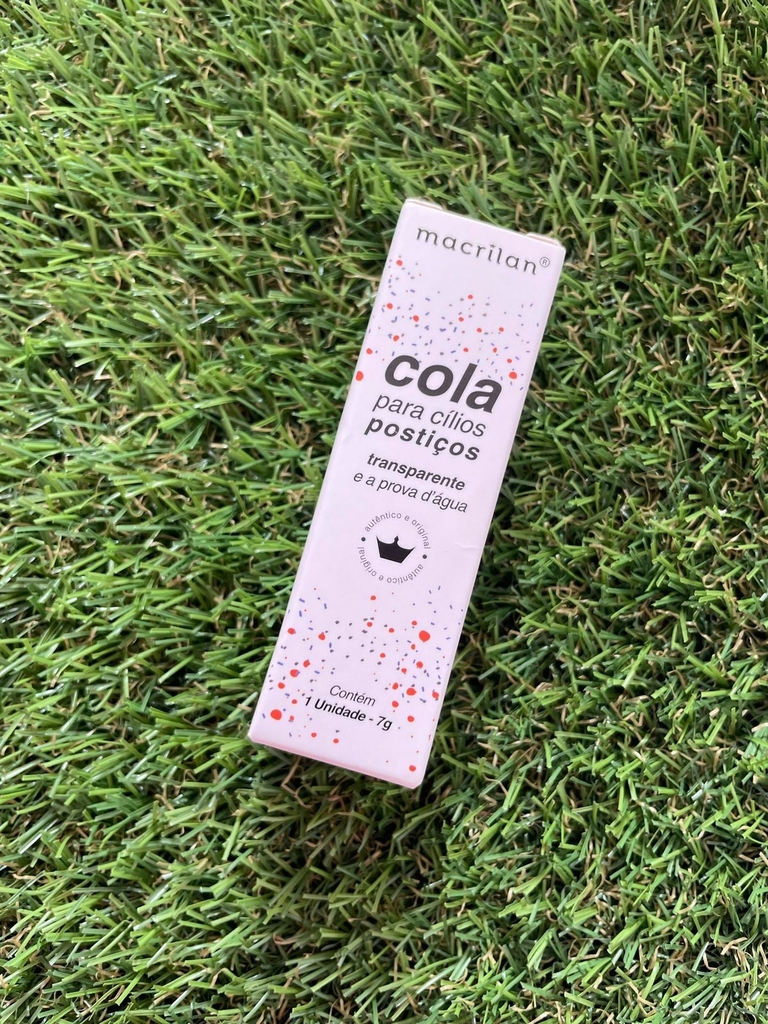 macrilan®
cola
para cílios
postiços
transparente
e a prova d'água
autêntico e original
autêntico e original
Contém
1 Unidade - 7g